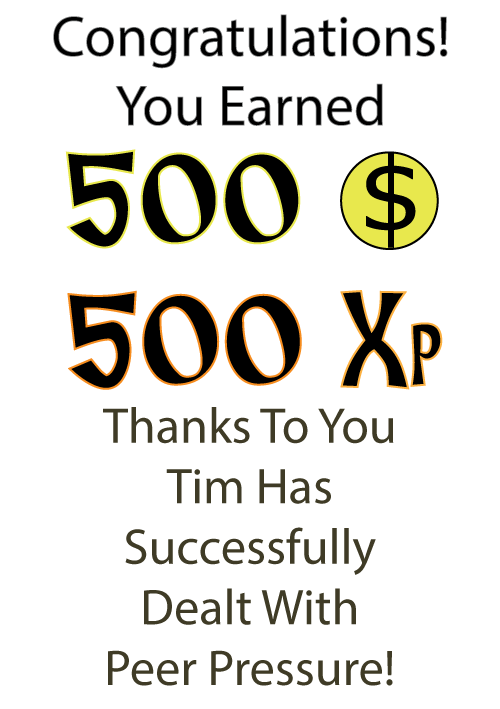 Congratulations!
You Earned
500 $
500 Xp
Thanks To You
Tim Has
Successfully
Dealt With
Peer Pressure!